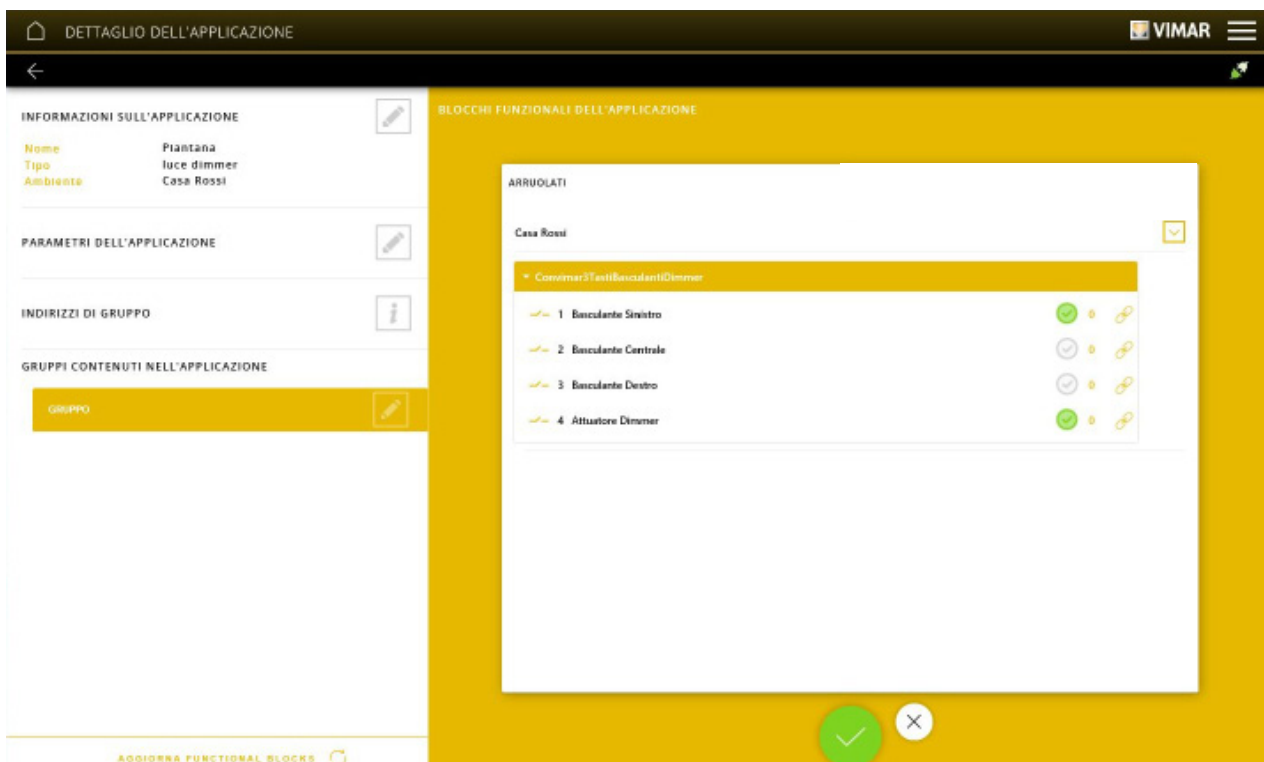 DETTAGLIO DELL'APPLICAZIONE
VIMAR
INFORMAZIONI SULL'APPLICAZIONE
Nome Piantana
Tipo luce dimmer
Ambiente Casa Rossi
PARAMETRI DELL'APPLICAZIONE
INDIRIZZI DI GRUPPO
GRUPPI CONTENUTI NELL'APPLICAZIONE
GRUPPO
AGGIORNA FUNCTIONAL BLOCKS
BLOCCHI FUNZIONALI DELL'APPLICAZIONE
ARRUOLATI
Casa Rossi
Convimar3TastiBasculantiDimmer
1 Basculante Sinistro 0
2 Basculante Centrale 0
3 Basculante Destro 0
4 Attuatore Dimmer 0